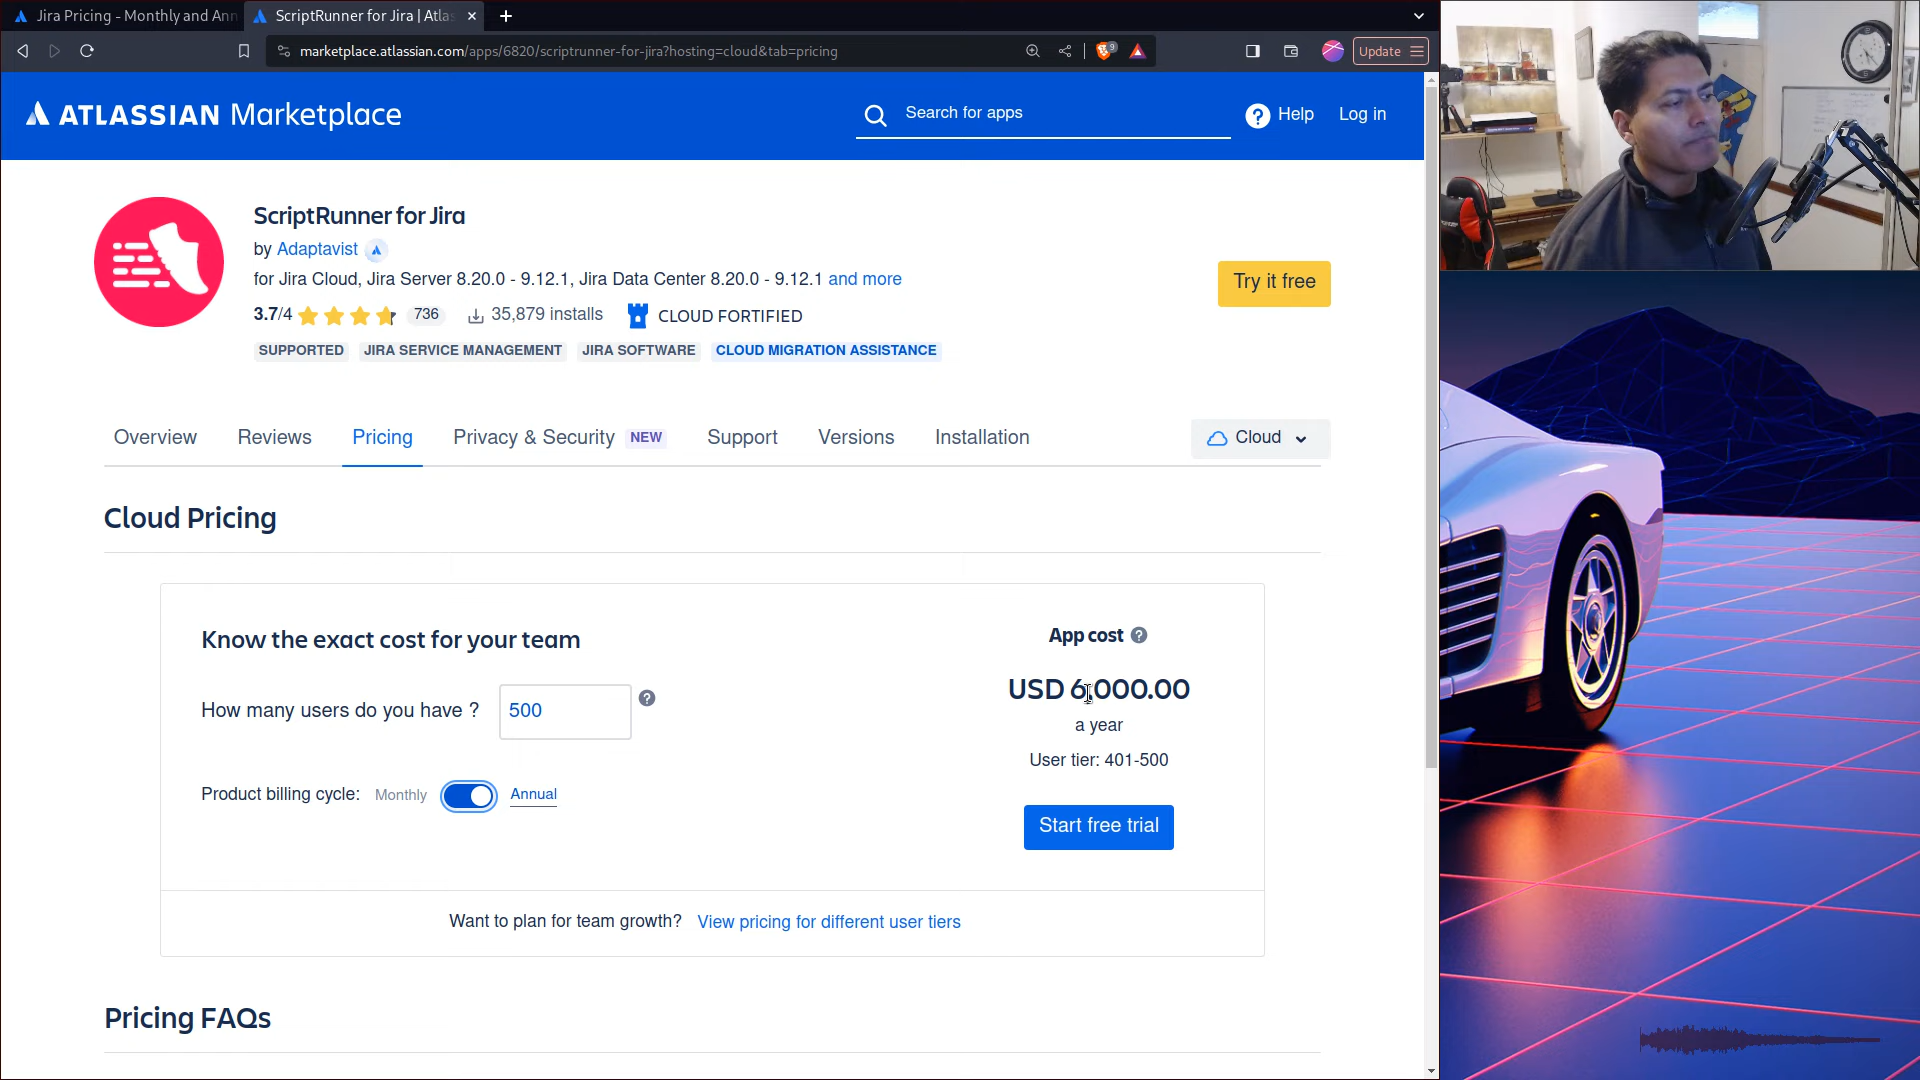 Jira Pricing - Monthly and Ann
ScriptRunner for Jira | Atlas
marketplace.atlassian.com/apps/6820/scriptrunner-for-jira?hosting=cloud&tab=pricing
9
Update
ATLASSIAN Marketplace
Search for apps
Help
Log in
ScriptRunner for Jira
by Adaptavist
for Jira Cloud, Jira Server 8.20.0 - 9.12.1, Jira Data Center 8.20.0 - 9.12.1 and more
Try it free
3.7/4 736 35,879 installs CLOUD FORTIFIED
SUPPORTED JIRA SERVICE MANAGEMENT JIRA SOFTWARE CLOUD MIGRATION ASSISTANCE
Overview Reviews Pricing Privacy & Security NEW Support Versions Installation Cloud
Cloud Pricing
Know the exact cost for your team
How many users do you have ? 500 ?
Product billing cycle: Monthly Annual
App cost ?
USD 6,000.00
a year
User tier: 401-500
Start free trial
Want to plan for team growth? View pricing for different user tiers
Pricing FAQs